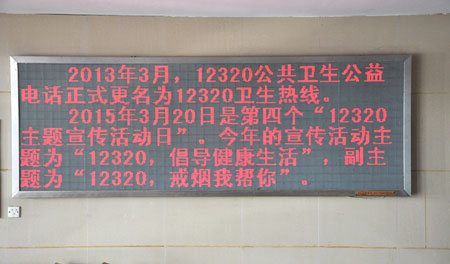 2013年3月，12320公共卫生公益
电话正式更名为12320卫生热线。
2015年3月20日是第四个“12320
主题宣传活动日”。今年的宣传活动主
题为“12320，倡导健康生活”，副主
题为“12320，戒烟我帮你”。